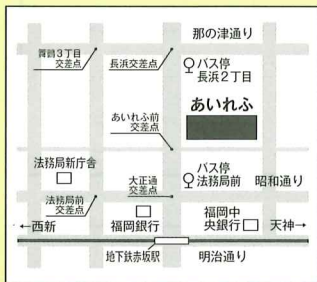 那の津通り
舞鶴3丁目
交差点
長浜交差点
バス停
長浜2丁目
あいれふ
あいれふ前
交差点
法務局新庁舎
大正通
交差点
バス停
法務局前
昭和通り
法務局前
交差点
福岡銀行
福岡中
央銀行
←西新
天神→
地下鉄赤坂駅
明治通り